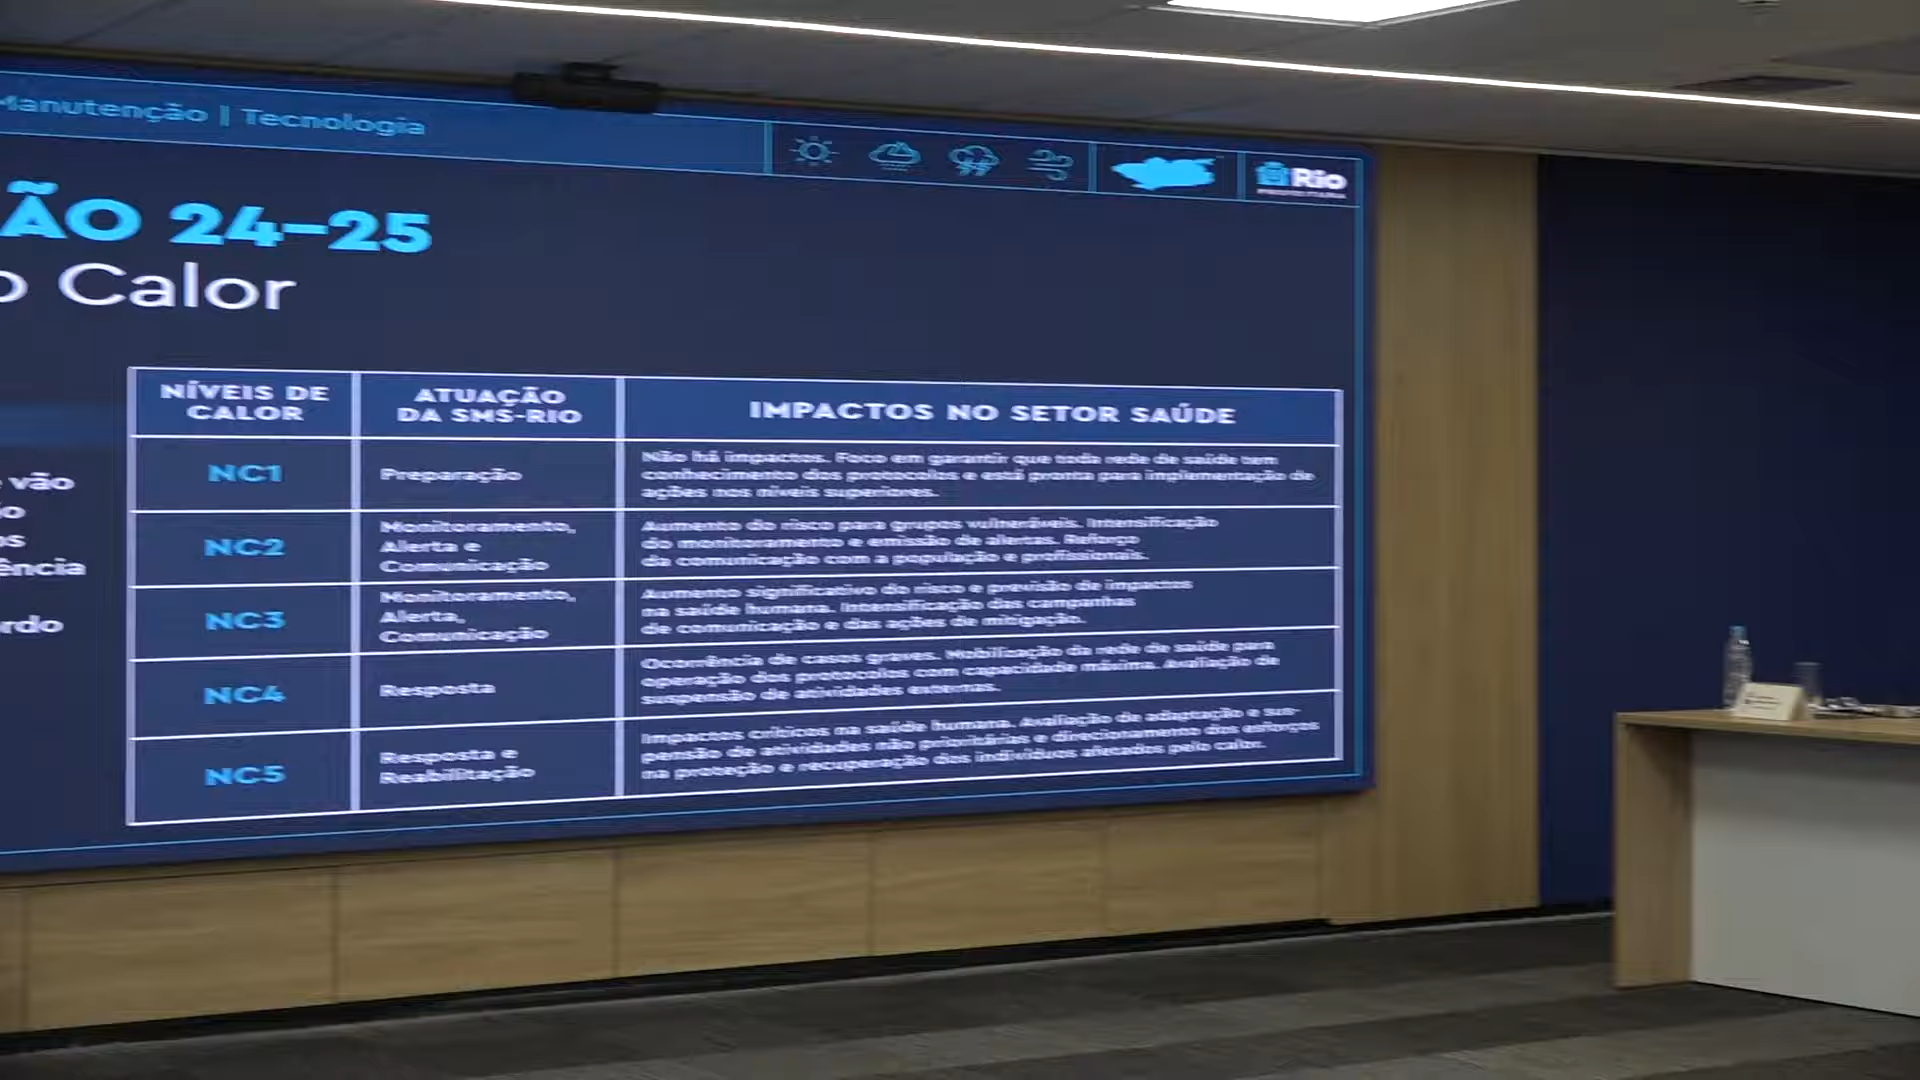 Manutenção | Tecnologia
Rio
PREFEITURA
ÃO 24-25
o Calor
vão
os
ência
rdo
NÍVEIS DE
CALOR
ATUAÇÃO
DA SMS-RIO
IMPACTOS NO SETOR SAÚDE
NC1
Preparação
Não há impactos. Foco em garantir que toda rede de saúde tem
conhecimento dos protocolos e está pronta para implementação de
ações nos níveis superiores.
NC2
Monitoramento,
Alerta e
Comunicação
Aumento do risco para grupos vulneráveis. Intensificação
do monitoramento e emissão de alertas. Reforço
da comunicação com a população e profissionais.
NC3
Monitoramento,
Alerta,
Comunicação
Aumento significativo do risco e previsão de impactos
na saúde humana. Intensificação das campanhas
de comunicação e das ações de mitigação.
NC4
Resposta
Ocorrência de casos graves. Mobilização da rede de saúde para
operação dos protocolos com capacidade máxima. Avaliação de
suspensão de atividades externas.
NC5
Resposta e
Reabilitação
Impactos críticos na saúde humana. Avaliação de adaptação e sus-
pensão de atividades não prioritárias e direcionamento dos esforços
na proteção e recuperação dos indivíduos afetados pelo calor.